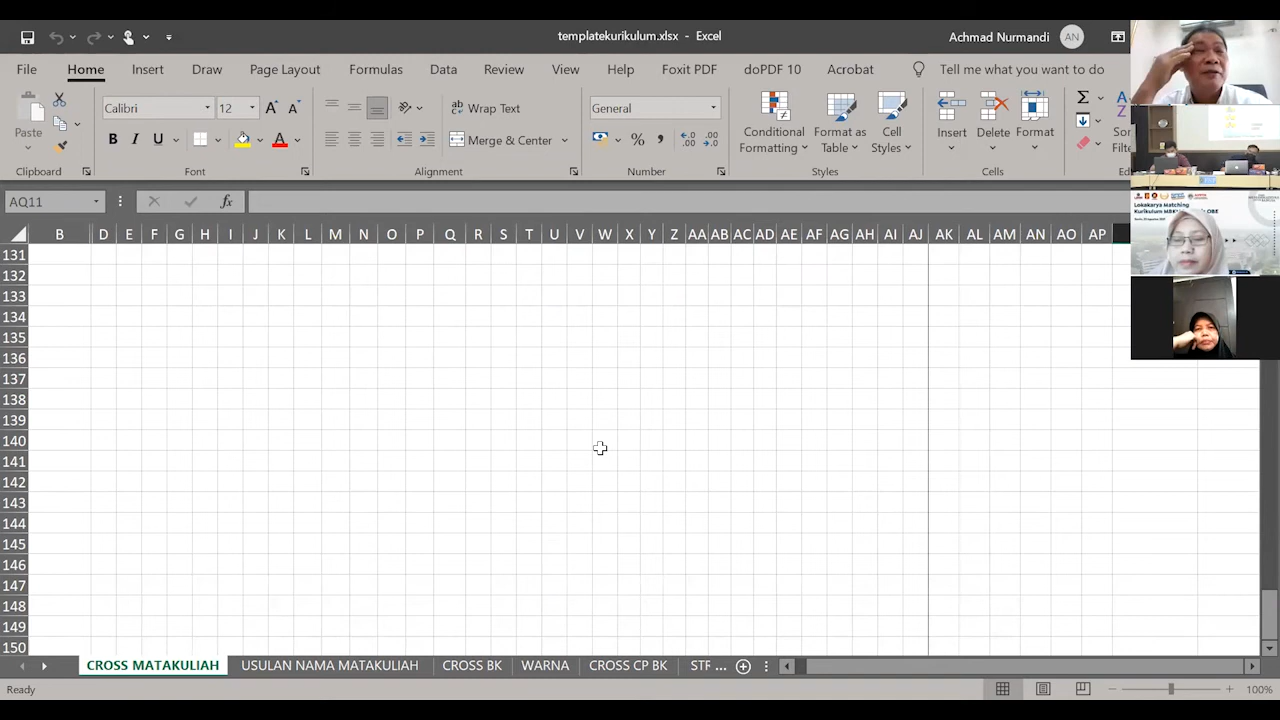 templatekurikulum.xlsx - Excel
Achmad Nurmandi AN
File Home Insert Draw Page Layout Formulas Data Review View Help Foxit PDF doPDF 10 Acrobat Tell me what you want to do
Paste
Calibri 12
B I U
Wrap Text
Merge & Center
General
Conditional Formatting
Format as Table
Cell Styles
Insert
Delete
Format
Clipboard Font Alignment Number Styles Cells
AQ11
fx
B D E F G H I J K L M N O P Q R S T U V W X Y Z AA AB AC AD AE AF AG AH AI AJ AK AL AM AN AO AP
131
132
133
134
135
136
137
138
139
140
141
142
143
144
145
146
147
148
149
150
Lokakarya Matching
CROSS MATAKULIAH USULAN NAMA MATAKULIAH CROSS BK WARNA CROSS CP BK
Ready
100%